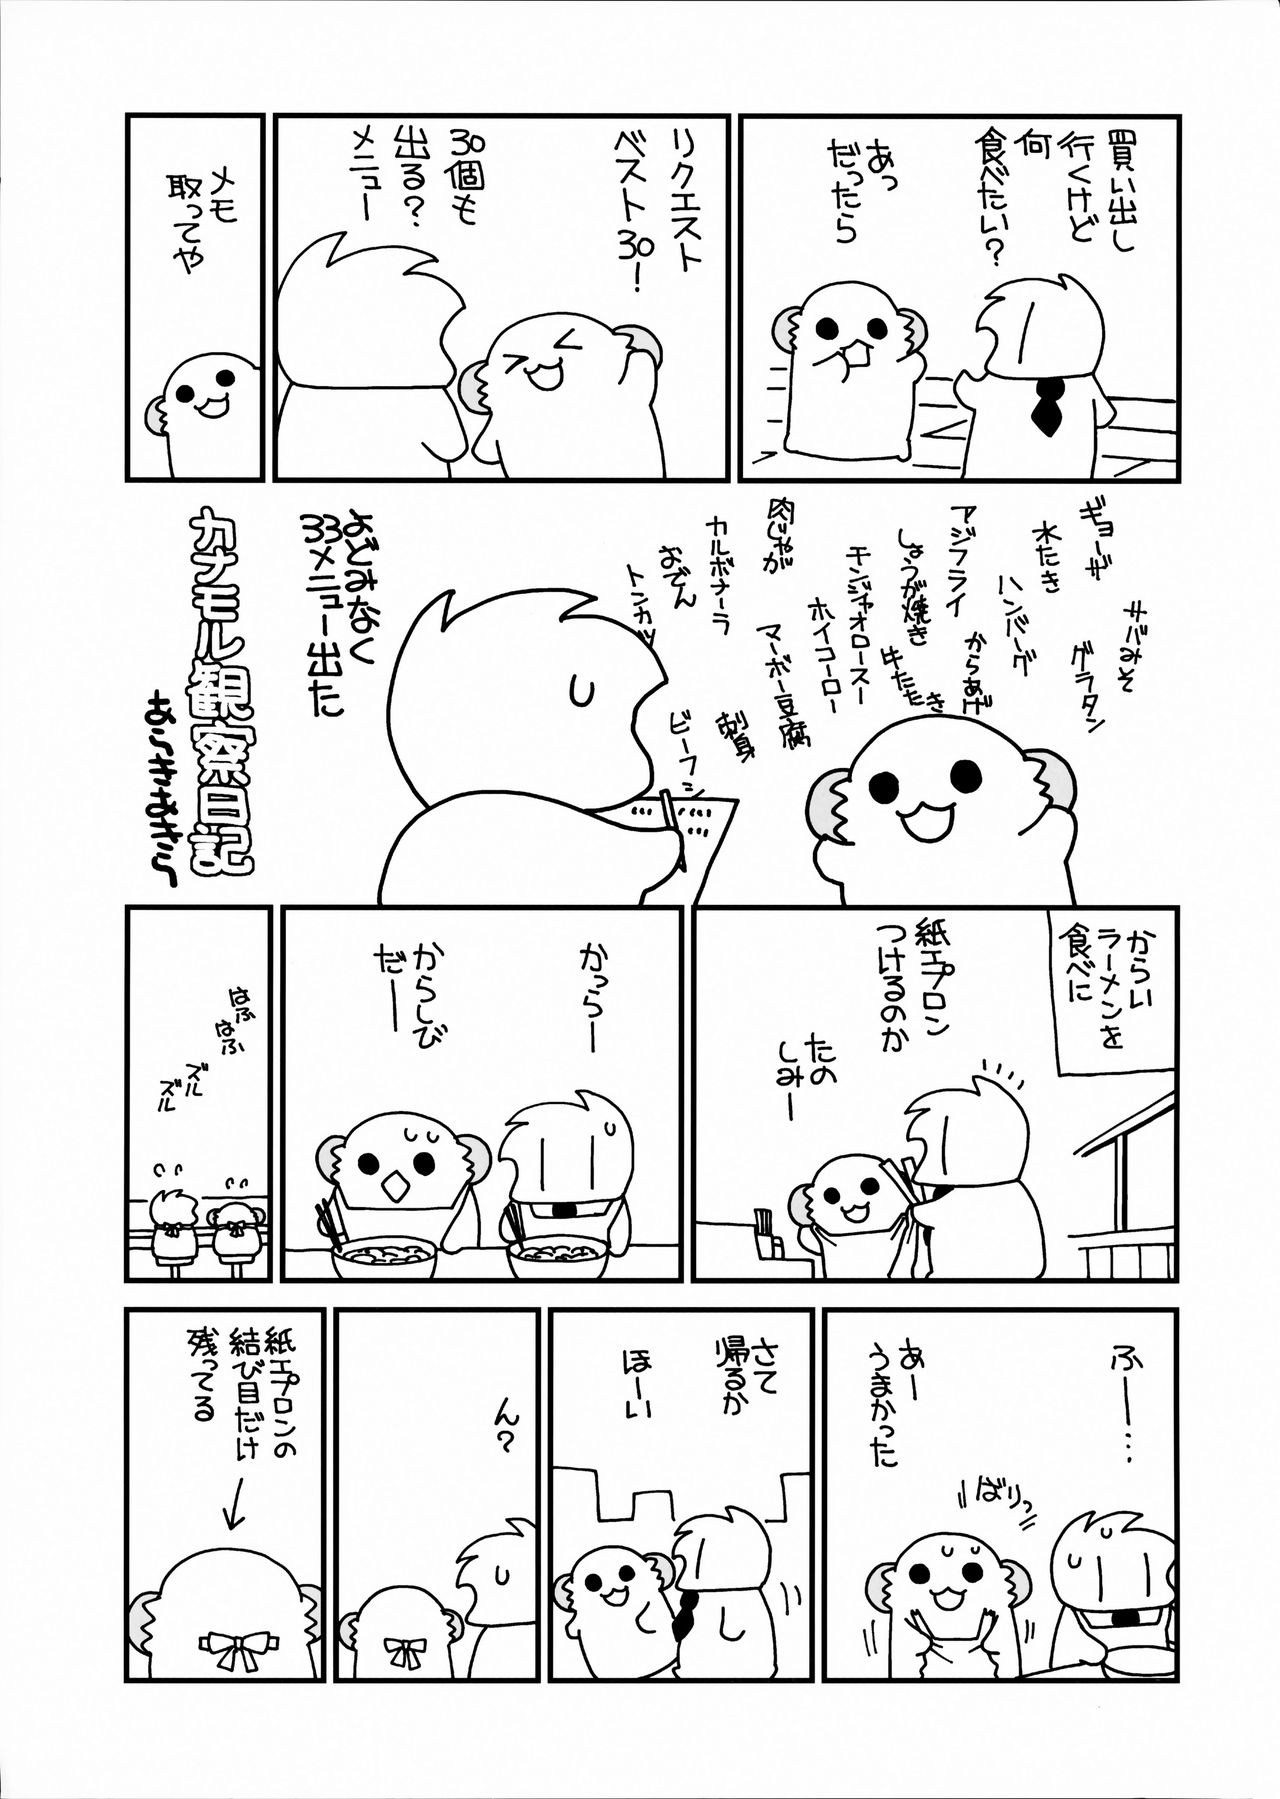 買い出し
行くけど
何
食べたい？
あっ
だったら
リクエスト
ベスト30！
30個も
出る？
メニュー
メモ
取ってや
サバみそ
ギョーザ
グラタン
水たき
ハンバーグ
アジフライ
からあげ
しょうが焼き
牛たたき
チンジャオロースー
ホイコーロー
肉じゃが
マーボー豆腐
カルボナーラ
刺身
おでん
ビーフン
トンカツ
よどみなく
33メニュー出た
カナモル観察日記
からい
ラーメンを
食べに
紙エプロン
つけるのか
たの
しみー
かっらー
からしび
だー
はふ
はふ
ズル
ズル
ふー…
あー
うまかった
ばりっ
さて
帰るか
ほーい
ん？
紙エプロンの
結び目だけ
残ってる